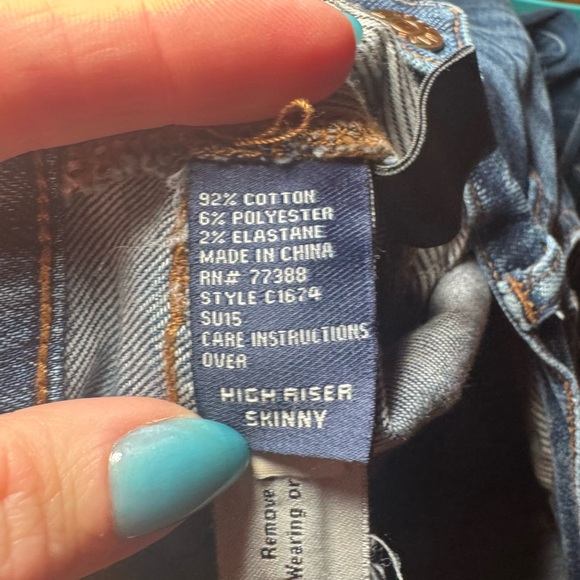 92% COTTON
6% POLYESTER
2% ELASTANE
MADE IN CHINA
RN# 77388
STYLE C1674
SU15
CARE INSTRUCTIONS
OVER
HIGH RISER
SKINNY
Remove
Wearing or